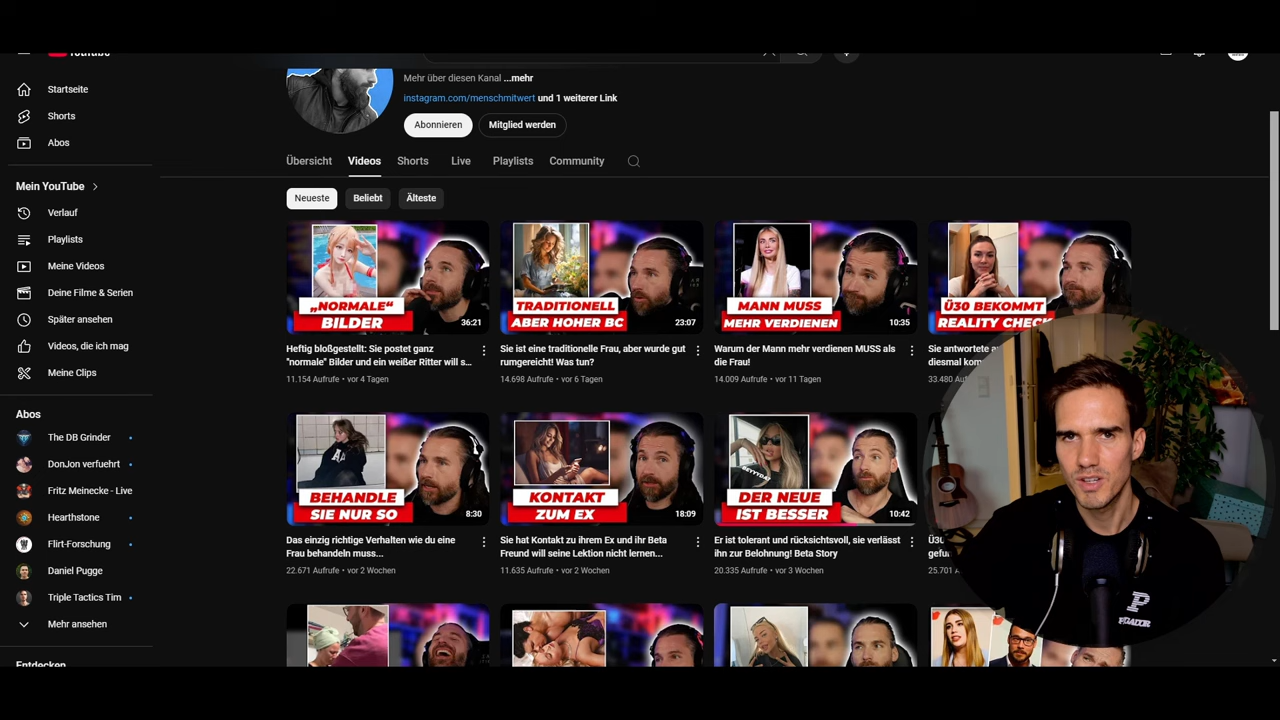 YouTube
Startseite
Shorts
Abos
Mein YouTube
Verlauf
Playlists
Meine Videos
Deine Filme & Serien
Später ansehen
Videos, die ich mag
Meine Clips
Abos
The DB Grinder
DonJon verfuehrt
Fritz Meinecke - Live
Hearthstone
Flirt-Forschung
Daniel Pugge
Triple Tactics Tim
Mehr ansehen
Entdecken
Mehr über diesen Kanal ...mehr
instagram.com/menschmitwert und 1 weiterer Link
Abonnieren
Mitglied werden
Übersicht
Videos
Shorts
Live
Playlists
Community
Neueste
Beliebt
Älteste
„NORMALE“
BILDER
36:21
Heftig bloßgestellt: Sie postet ganz
"normale" Bilder und ein weißer Ritter will s...
11.154 Aufrufe • vor 4 Tagen
TRADITIONELL
ABER HOHER BC
23:07
Sie ist eine traditionelle Frau, aber wurde gut
rumgereicht! Was tun?
14.698 Aufrufe • vor 6 Tagen
MANN MUSS
MEHR VERDIENEN
10:35
Warum der Mann mehr verdienen MUSS als
die Frau!
14.009 Aufrufe • vor 11 Tagen
Ü30 BEKOMMT
REALITY CHECK
Sie antwortete
diesmal
33.480
BEHANDLE
SIE NUR SO
8:30
Das einzig richtige Verhalten wie du eine
Frau behandeln muss...
22.671 Aufrufe • vor 2 Wochen
KONTAKT
ZUM EX
18:09
Sie hat Kontakt zu ihrem Ex und ihr Beta
Freund will seine Lektion nicht lernen...
11.635 Aufrufe • vor 2 Wochen
BEYYDAY
DER NEUE
IST BESSER
10:42
Er ist tolerant und rücksichtsvoll, sie verlässt
ihn zur Belohnung! Beta Story
20.335 Aufrufe • vor 3 Wochen
25.701